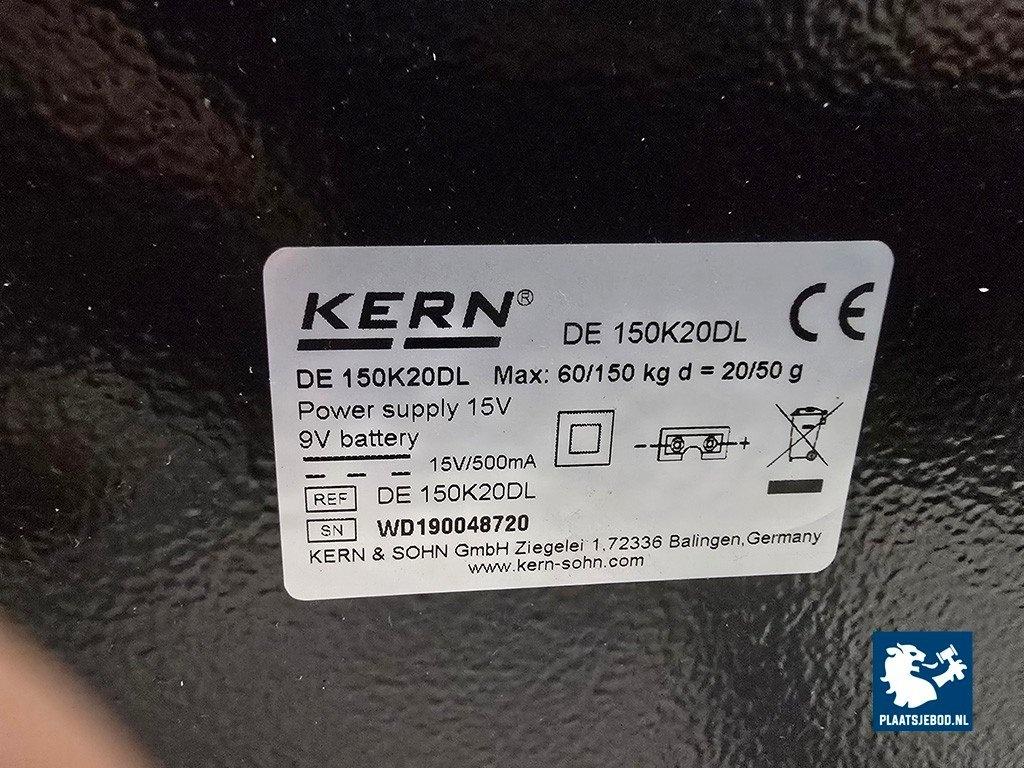 KERN®
DE 150K20DL
CE
DE 150K20DL Max: 60/150 kg d = 20/50 g
Power supply 15V
9V battery
15V/500mA
- +
REF DE 150K20DL
SN WD190048720
KERN & SOHN GmbH Ziegelei 1,72336 Balingen,Germany
www.kern-sohn.com
PLAATSJEBOD.NL